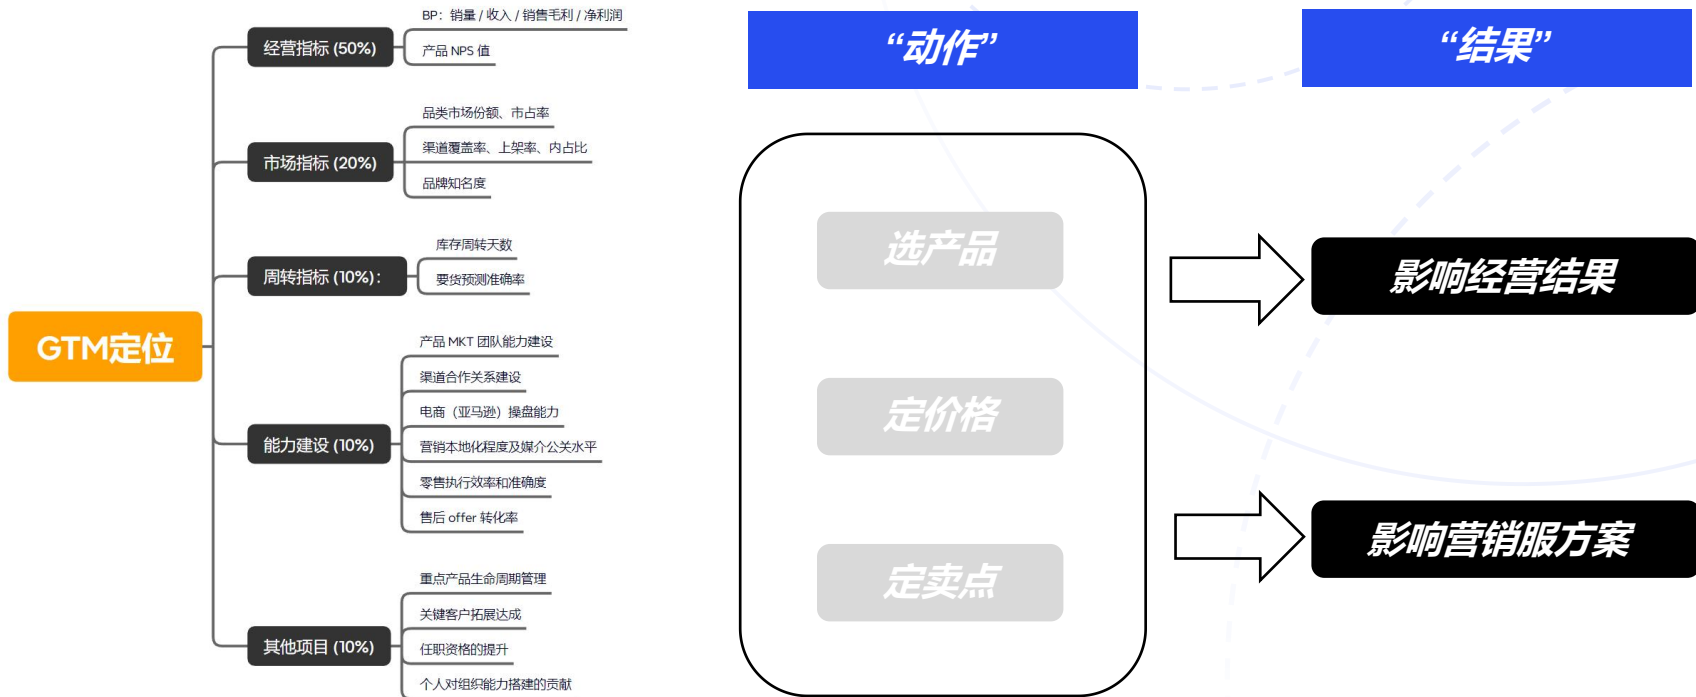 GTM定位
经营指标 (50%)
BP：销量 / 收入 / 销售毛利 / 净利润
产品 NPS 值
市场指标 (20%)
品类市场份额、市占率
渠道覆盖率、上架率、内占比
品牌知名度
周转指标 (10%)：
库存周转天数
要货预测准确率
能力建设 (10%)
产品 MKT 团队能力建设
渠道合作关系建设
电商（亚马逊）操盘能力
营销本地化程度及媒介公关水平
零售执行效率和准确度
售后 offer 转化率
其他项目 (10%)
重点产品生命周期管理
关键客户拓展达成
任职资格的提升
个人对组织能力搭建的贡献
“动作”
选产品
定价格
定卖点
“结果”
影响经营结果
影响营销服方案